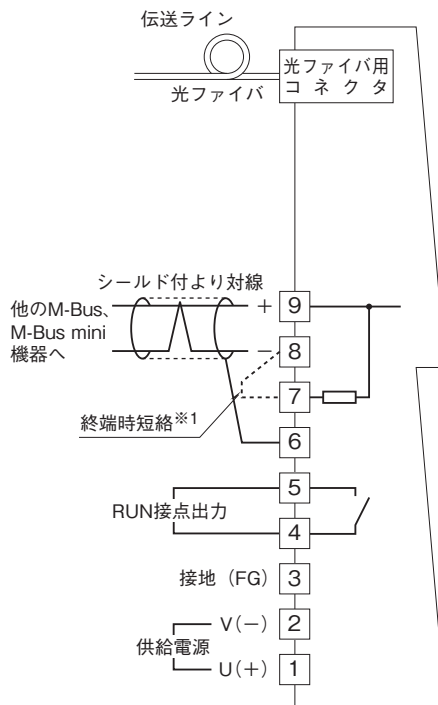 伝送ライン
光ファイバ
光ファイバ用
コネクタ
シールド付より対線
他のM-Bus、
M-Bus mini
機器へ
+
−
終端時短絡※1
9
8
7
6
RUN接点出力
5
4
接地（FG）
3
V(−)
2
供給電源
U(+)
1